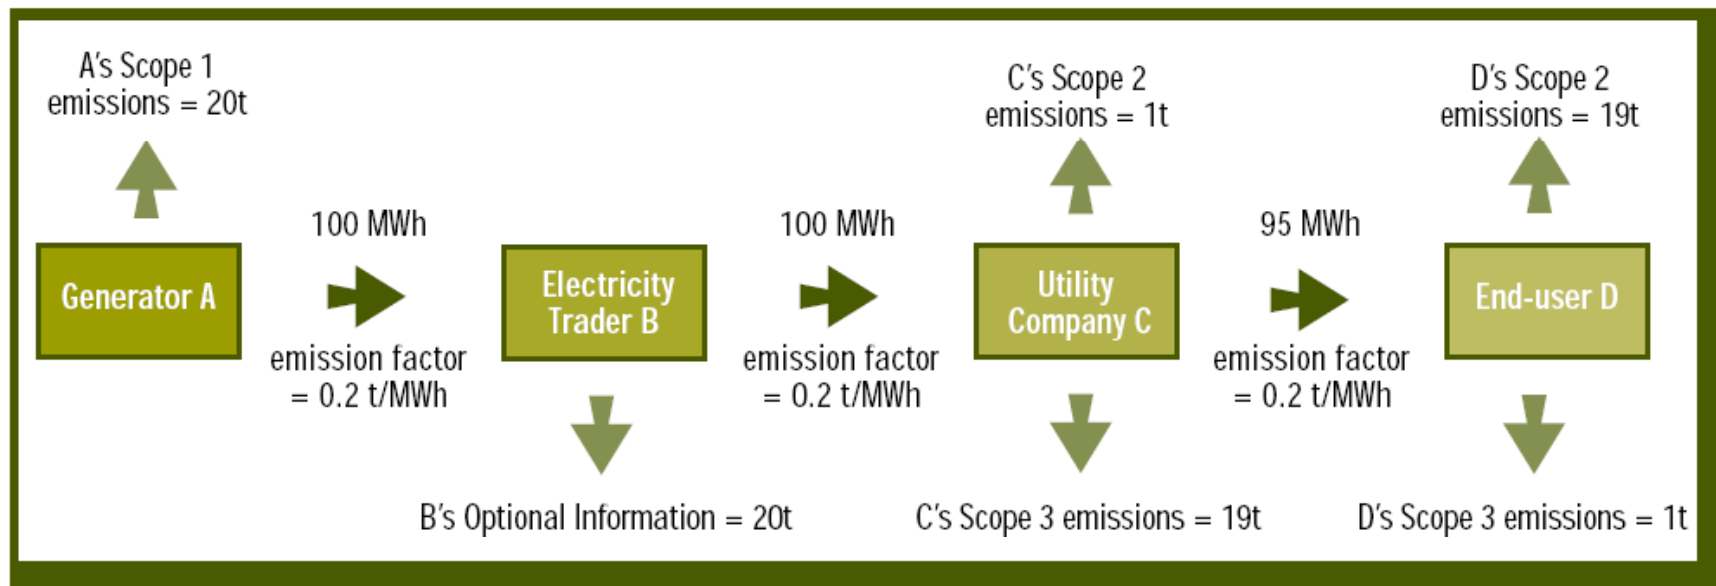 A's Scope 1
emissions = 20t
C's Scope 2
emissions = 1t
D's Scope 2
emissions = 19t
100 MWh
100 MWh
95 MWh
Generator A
Electricity
Trader B
Utility
Company C
End-user D
emission factor
= 0.2 t/MWh
emission factor
= 0.2 t/MWh
emission factor
= 0.2 t/MWh
B's Optional Information = 20t
C's Scope 3 emissions = 19t
D's Scope 3 emissions = 1t